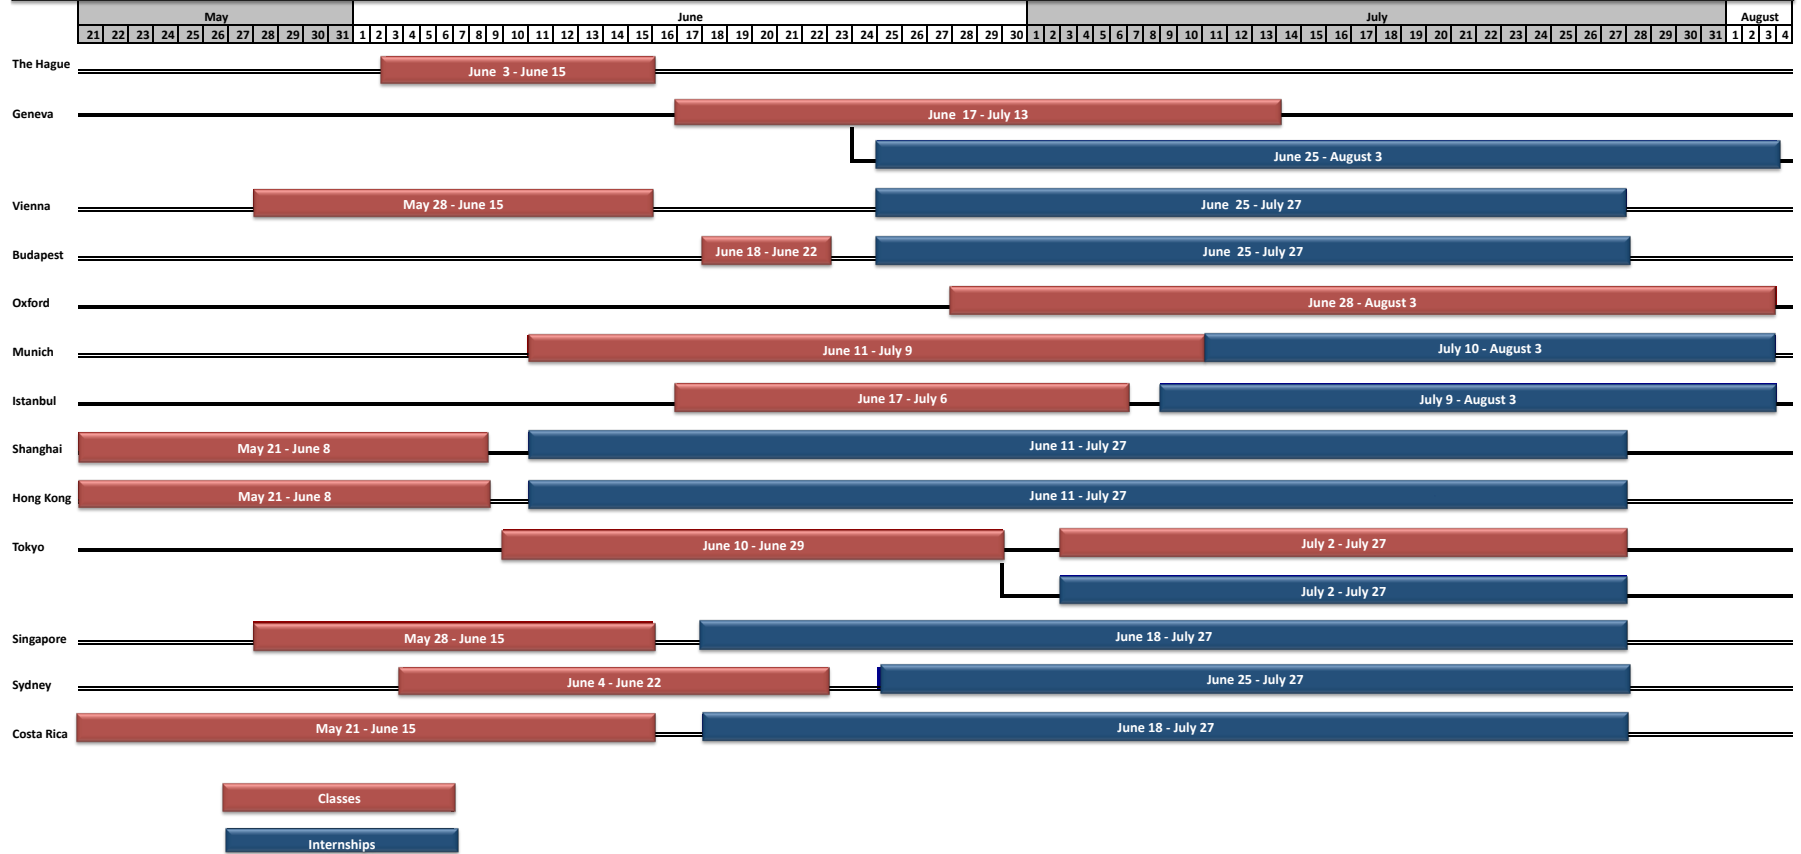 May June July August
21 22 23 24 25 26 27 28 29 30 31 1 2 3 4 5 6 7 8 9 10 11 12 13 14 15 16 17 18 19 20 21 22 23 24 25 26 27 28 29 30 1 2 3 4 5 6 7 8 9 10 11 12 13 14 15 16 17 18 19 20 21 22 23 24 25 26 27 28 29 30 31 1 2 3 4
The Hague June 3 - June 15
Geneva June 17 - July 13
June 25 - August 3
Vienna May 28 - June 15 June 25 - July 27
Budapest June 18 - June 22 June 25 - July 27
Oxford June 28 - August 3
Munich June 11 - July 9 July 10 - August 3
Istanbul June 17 - July 6 July 9 - August 3
Shanghai May 21 - June 8 June 11 - July 27
Hong Kong May 21 - June 8 June 11 - July 27
Tokyo June 10 - June 29 July 2 - July 27
July 2 - July 27
Singapore May 28 - June 15 June 18 - July 27
Sydney June 4 - June 22 June 25 - July 27
Costa Rica May 21 - June 15 June 18 - July 27
Classes
Internships